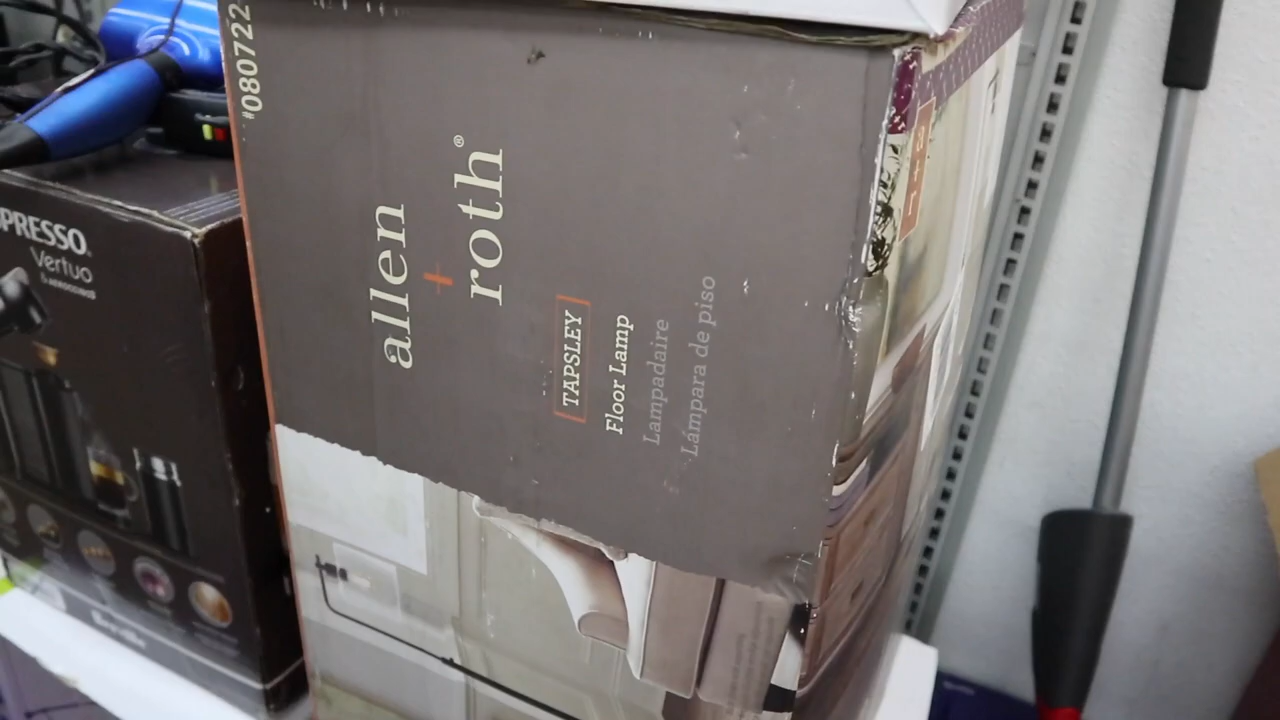 #080722
allen
+
roth®
TAPSLEY
Floor Lamp
Lampadaire
Lámpara de piso
PRESSO.
Vertuo